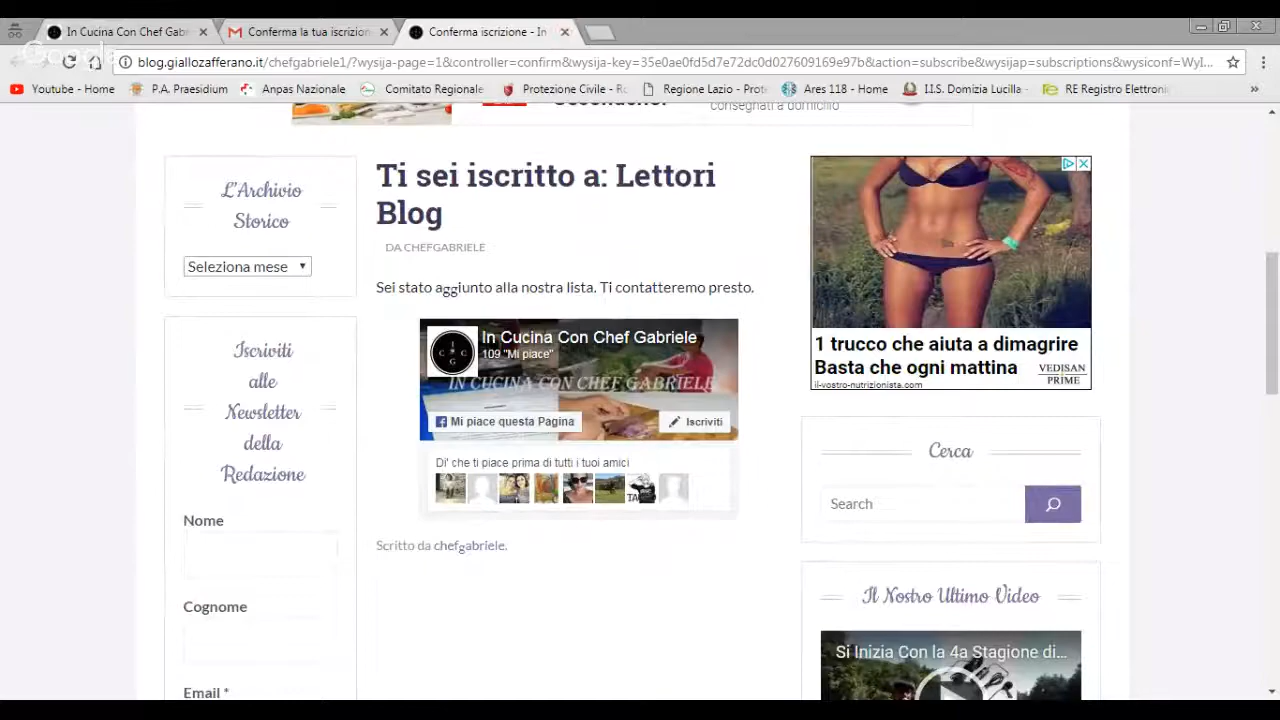 In Cucina Con Chef Gabr
Conferma la tua iscrizion
Conferma iscrizione - In
blog.giallozafferano.it/chefgabriele1/?wysija-page=1&controller=confirm&wysija-key=35e0ae0fd5d7e72dc0d027609169e97b&action=subscribe&wysijap=subscriptions&wysiconf=WyI...
Youtube - Home
P.A. Praesidium
Anpas Nazionale
Comitato Regionale
Protezione Civile - Re
Regione Lazio - Prot
Ares 118 - Home
I.I.S. Domizia Lucilla -
RE Registro Elettroni
»
consegnati a domicilio
L'Archivio
Storico
Seleziona mese
Iscriviti
alle
Newsletter
della
Redazione
Nome
Cognome
Email *
Ti sei iscritto a: Lettori
Blog
DA CHEFGABRIELE
Sei stato aggiunto alla nostra lista. Ti contatteremo presto.
In Cucina Con Chef Gabriele
109 "Mi piace"
IN CUCINA CON CHEF GABRIELE
Mi piace questa Pagina
Iscriviti
Di' che ti piace prima di tutti i tuoi amici
Scritto da chefgabriele.
1 trucco che aiuta a dimagrire
Basta che ogni mattina
VEDISAN
PRIME
il-vostro-nutrizionista.com
Cerca
Search
Il Nostro Ultimo Video
Si Inizia Con la 4a Stagione di...